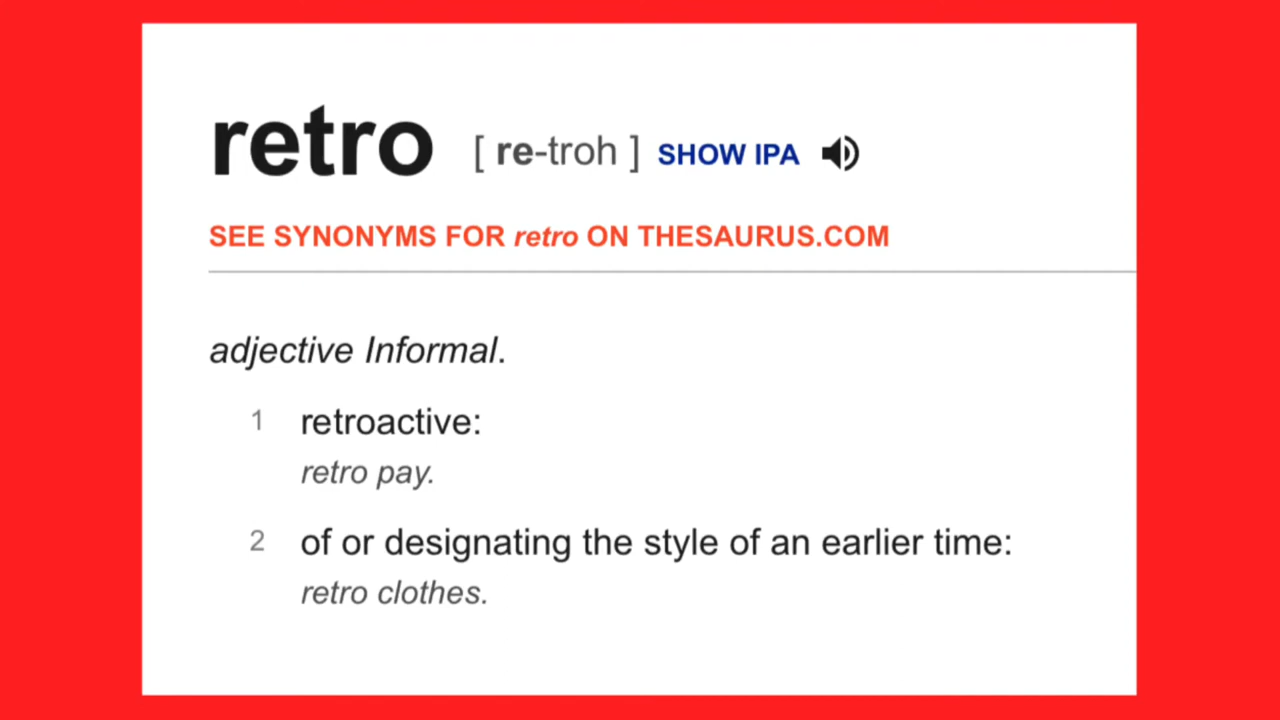 retro [ re-troh ] SHOW IPA
SEE SYNONYMS FOR retro ON THESAURUS.COM
adjective Informal.
1 retroactive:
retro pay.
2 of or designating the style of an earlier time:
retro clothes.